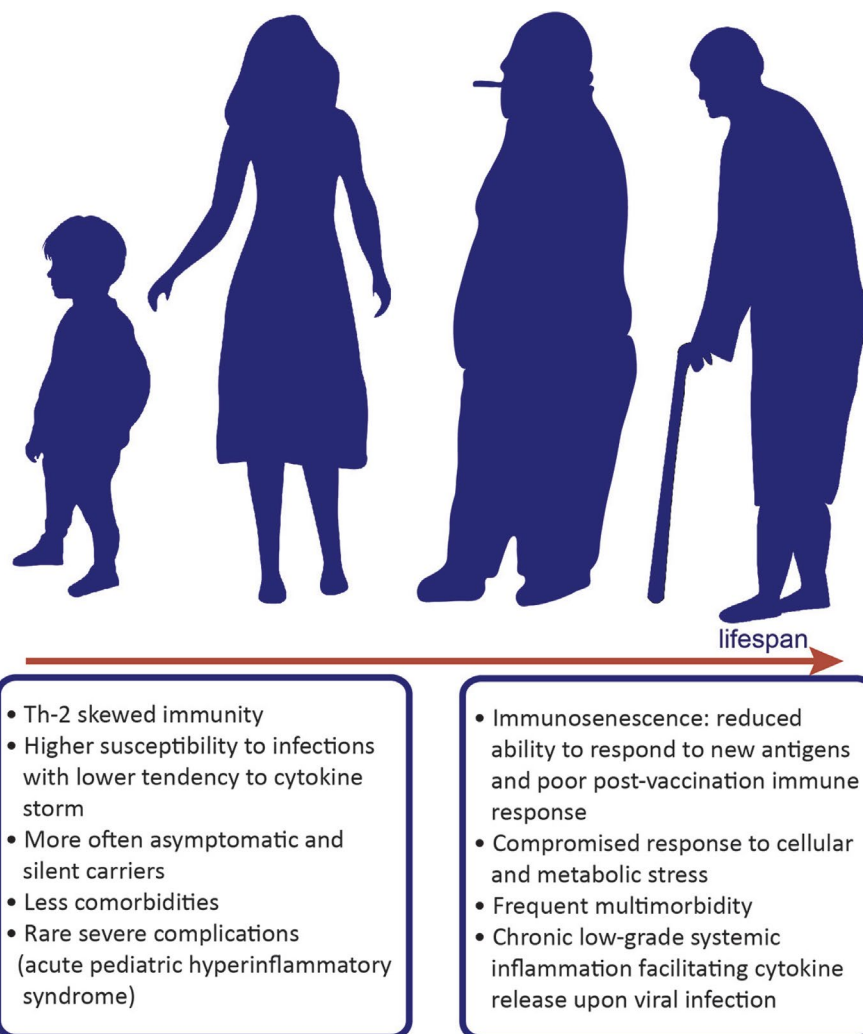 lifespan
• Th-2 skewed immunity
• Higher susceptibility to infections
with lower tendency to cytokine
storm
• More often asymptomatic and
silent carriers
• Less comorbidities
• Rare severe complications
(acute pediatric hyperinflammatory
syndrome)
• Immunosenescence: reduced
ability to respond to new antigens
and poor post-vaccination immune
response
• Compromised response to cellular
and metabolic stress
• Frequent multimorbidity
• Chronic low-grade systemic
inflammation facilitating cytokine
release upon viral infection